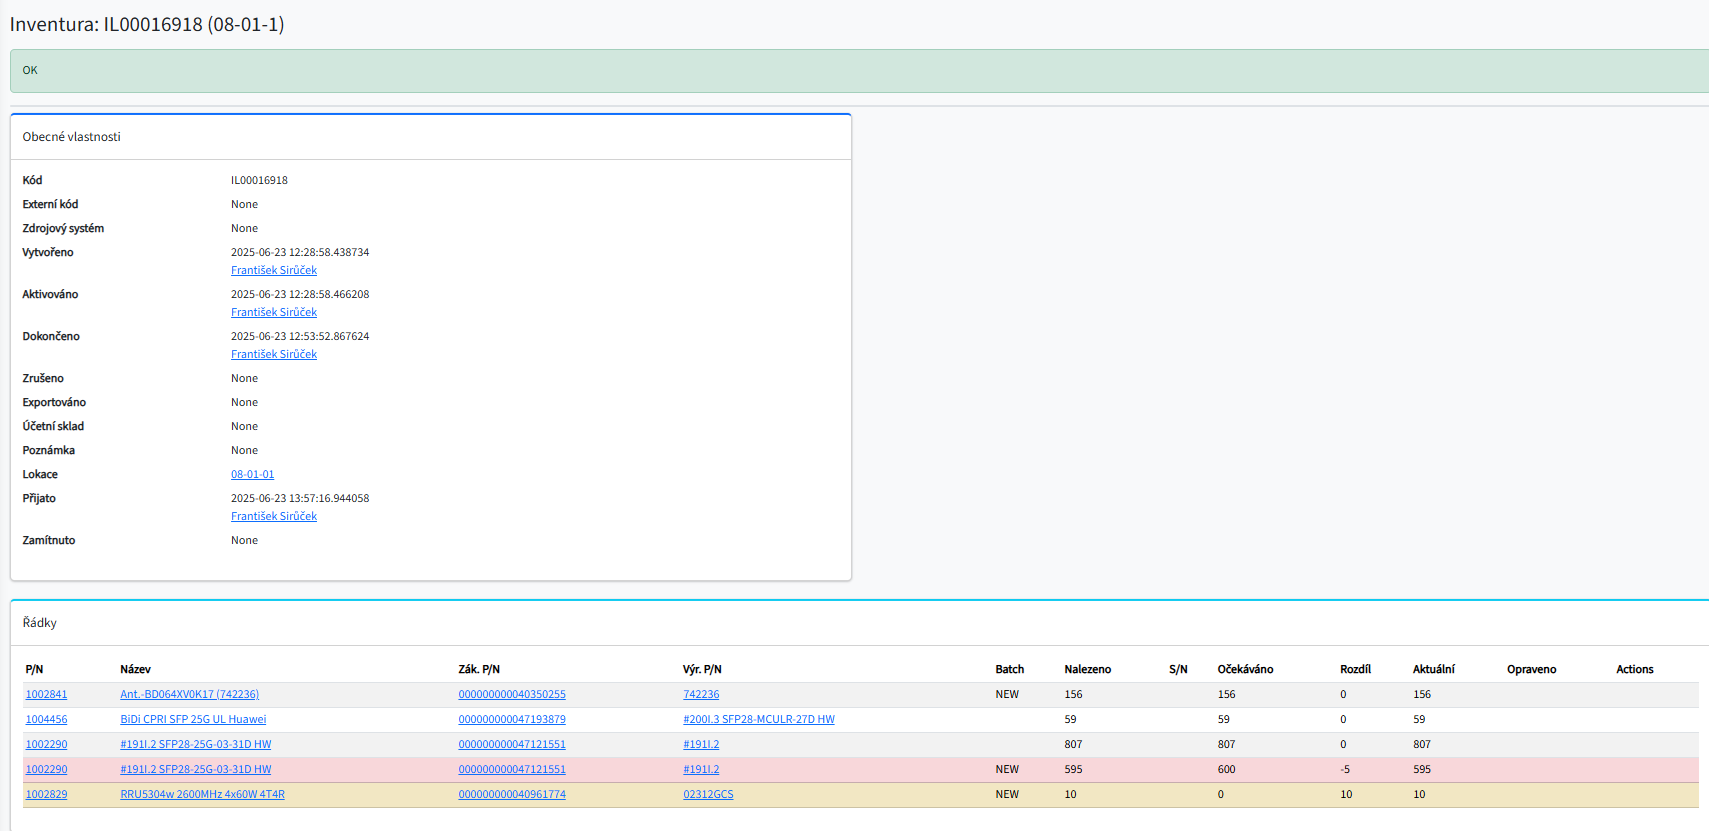 Inventura: IL00016918 (08-01-1)
OK
Obecné vlastnosti
Kód IL00016918
Externí kód None
Zdrojový systém None
Vytvořeno 2025-06-23 12:28:58.438734
František Sirůček
Aktivováno 2025-06-23 12:28:58.466208
František Sirůček
Dokončeno 2025-06-23 12:53:52.867624
František Sirůček
Zrušeno None
Exportováno None
Účetní sklad None
Poznámka None
Lokace 08-01-01
Přijato 2025-06-23 13:57:16.944058
František Sirůček
Zamítnuto None
Řádky
P/N Název Zák. P/N Výr. P/N Batch Nalezeno S/N Očekáváno Rozdíl Aktuální Opraveno Actions
1002841 Ant.-BD064XV0K17 (742236) 000000000040350255 742236 NEW 156 156 0 156
1004456 BiDi CPRI SFP 25G UL Huawei 000000000047193879 #200I.3 SFP28-MCULR-27D HW 59 59 0 59
1002290 #191I.2 SFP28-25G-03-31D HW 000000000047121551 #191I.2 807 807 0 807
1002290 #191I.2 SFP28-25G-03-31D HW 000000000047121551 #191I.2 NEW 595 600 -5 595
1002829 RRU5304w 2600MHz 4x60W 4T4R 000000000040961774 02312GCS NEW 10 0 10 10